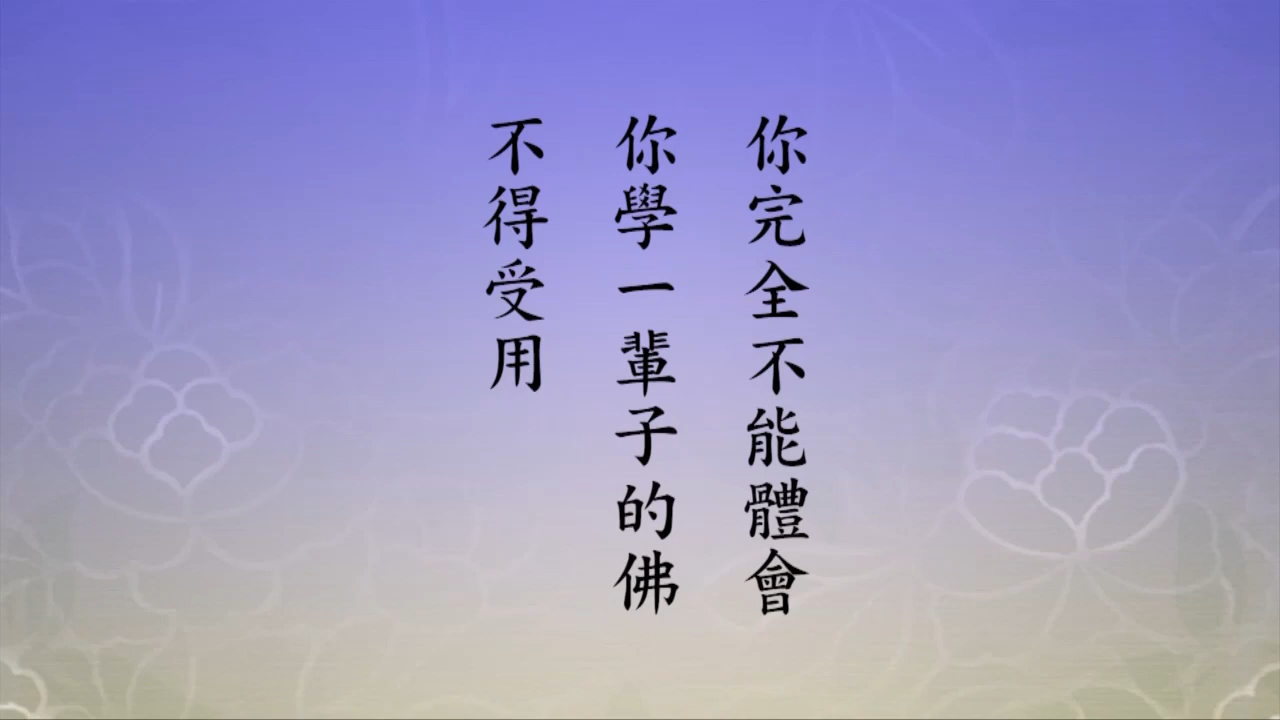 你完全不能體會
你學一輩子的佛
不得受用